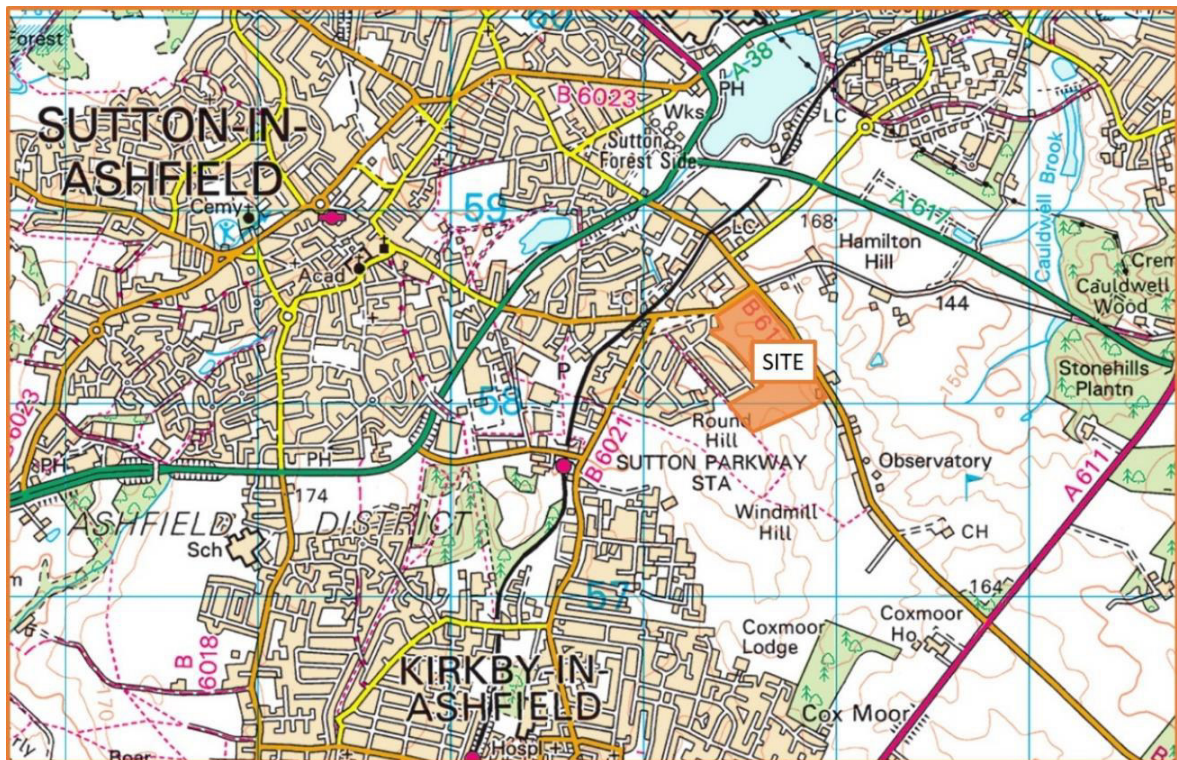 Forest
60
A 38
PH
B 6023
Wks
LC
Sutton
Forest Side
SUTTON-IN-
ASHFIELD
Cemy
59
A 617
Cauldwell Brook
168
LC
Hamilton
Hill
Crem
Acad
Cauldwell
Wood
LC
144
B 61
SITE
P
150
Stonehills
Plantn
58
B 6023
Round
Hill
PH
PH
SUTTON PARKWAY
STA
B 6021
Observatory
A 611
174
ASHFIELD DISTRICT
Windmill
Hill
CH
Sch
m
57
164
Coxmoor
Ho
Coxmoor
Lodge
B
6018
KIRKBY-IN-
ASHFIELD
70
Cox Moor
Hospl
B